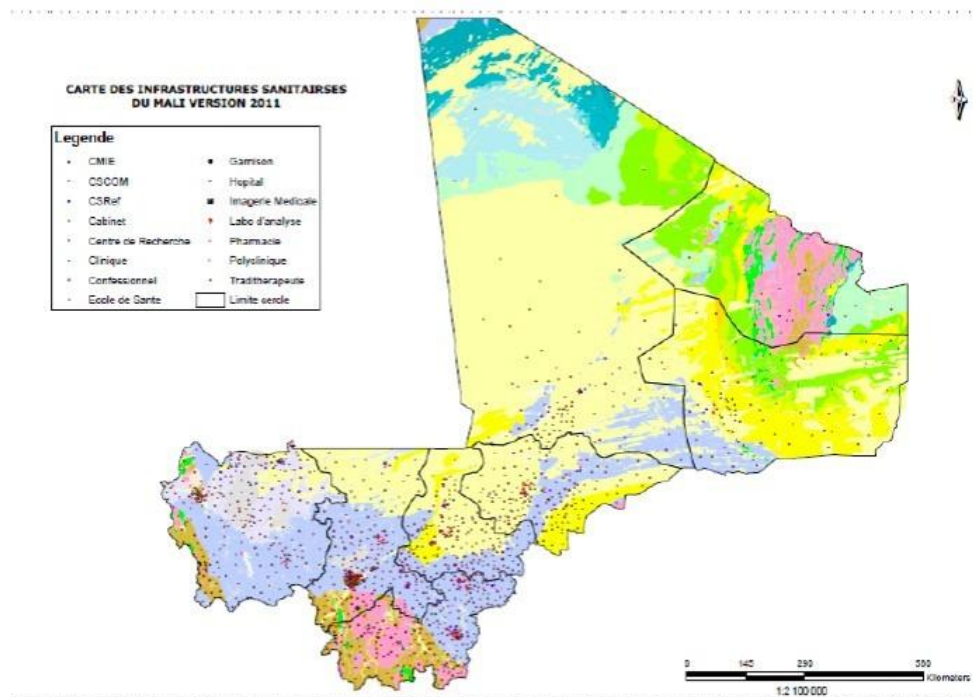 CARTE DES INFRASTRUCTURES SANITAIRSES
DU MALI VERSION 2011
Legende
CMIE
CSCOM
CSRef
Cabinet
Centre de Recherche
Clinique
Confessionnel
Ecole de Sante
Garnison
Hopital
Imagerie Medicale
Labo d'analyse
Pharmacie
Polyclinique
Traditherapeute
Limite cercle
0 145 290 580
Kilometers
1:2 100 000